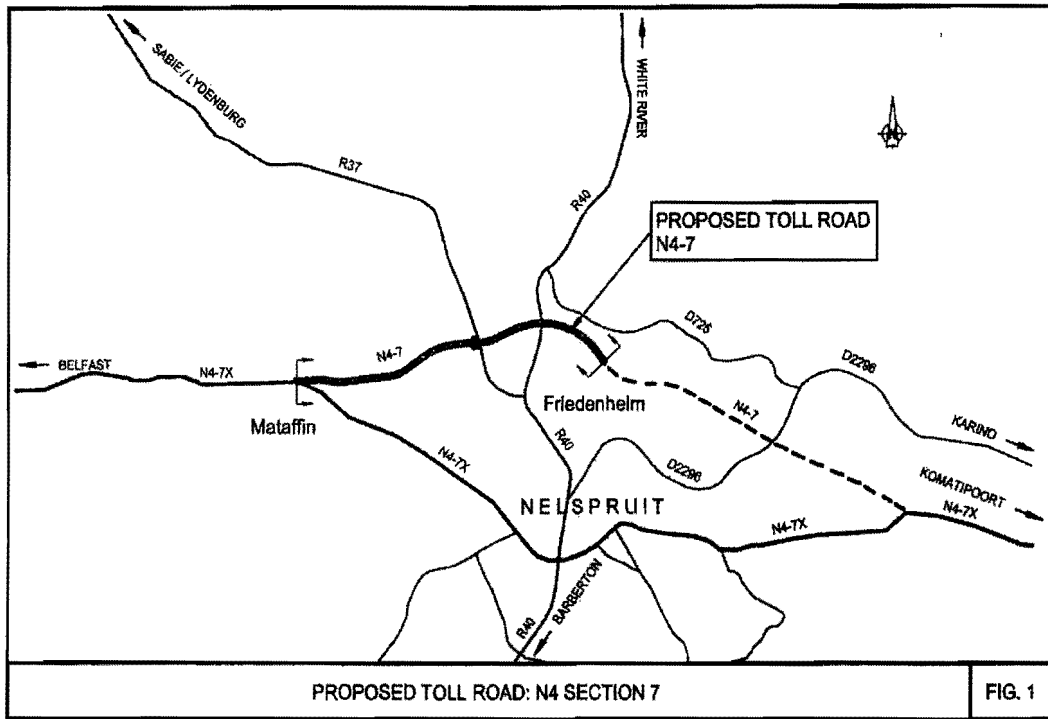 SABIE / LYDENBURG
R37
WHITE RIVER
R40
PROPOSED TOLL ROAD
N4-7
D725
D2296
BELFAST
N4-7X
N4-7
Mataffin
Friedenheim
N4-7
KARINO
R40
D2296
KOMATIPOORT
N4-7X
N4-7X
NELSPRUIT
N4-7X
R40
BARBERTON
PROPOSED TOLL ROAD: N4 SECTION 7
FIG. 1